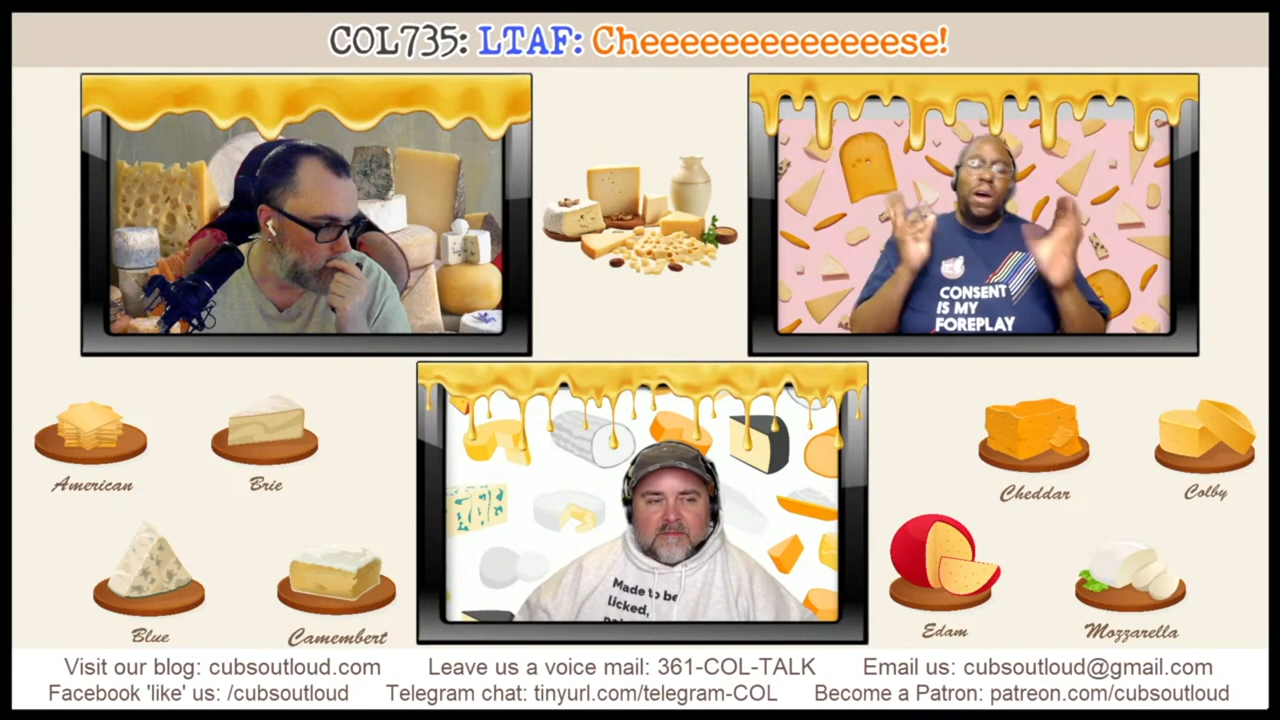 COL735: LTAF: Cheeeeeeeeeeeeeese!
CONSENT
IS MY
FOREPLAY
American
Brie
Cheddar
Colby
Made to be
licked,
Blue
Camembert
Edam
Mozzarella
Visit our blog: cubsoutloud.com Leave us a voice mail: 361-COL-TALK Email us: cubsoutloud@gmail.com
Facebook 'like' us: /cubsoutloud Telegram chat: tinyurl.com/telegram-COL Become a Patron: patreon.com/cubsoutloud